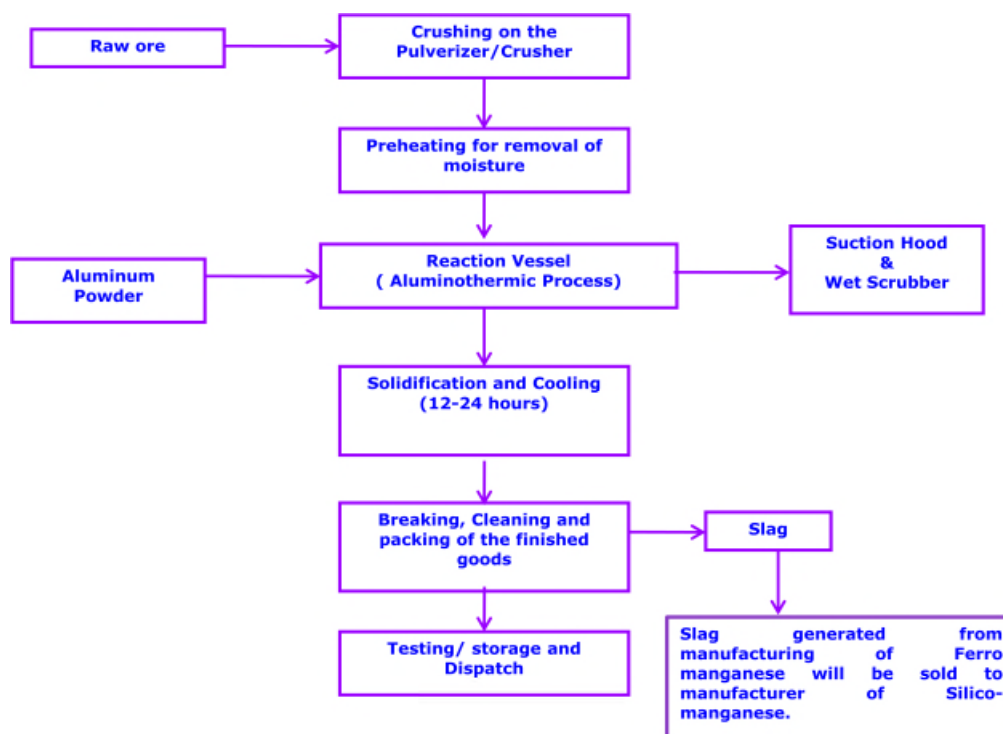 Raw ore
Crushing on the
Pulverizer/Crusher
Preheating for removal of
moisture
Aluminum
Powder
Reaction Vessel
( Aluminothermic Process)
Suction Hood
&
Wet Scrubber
Solidification and Cooling
(12-24 hours)
Breaking, Cleaning and
packing of the finished
goods
Slag
Testing/ storage and
Dispatch
Slag generated from
manufacturing of Ferro
manganese will be sold to
manufacturer of Silico-
manganese.